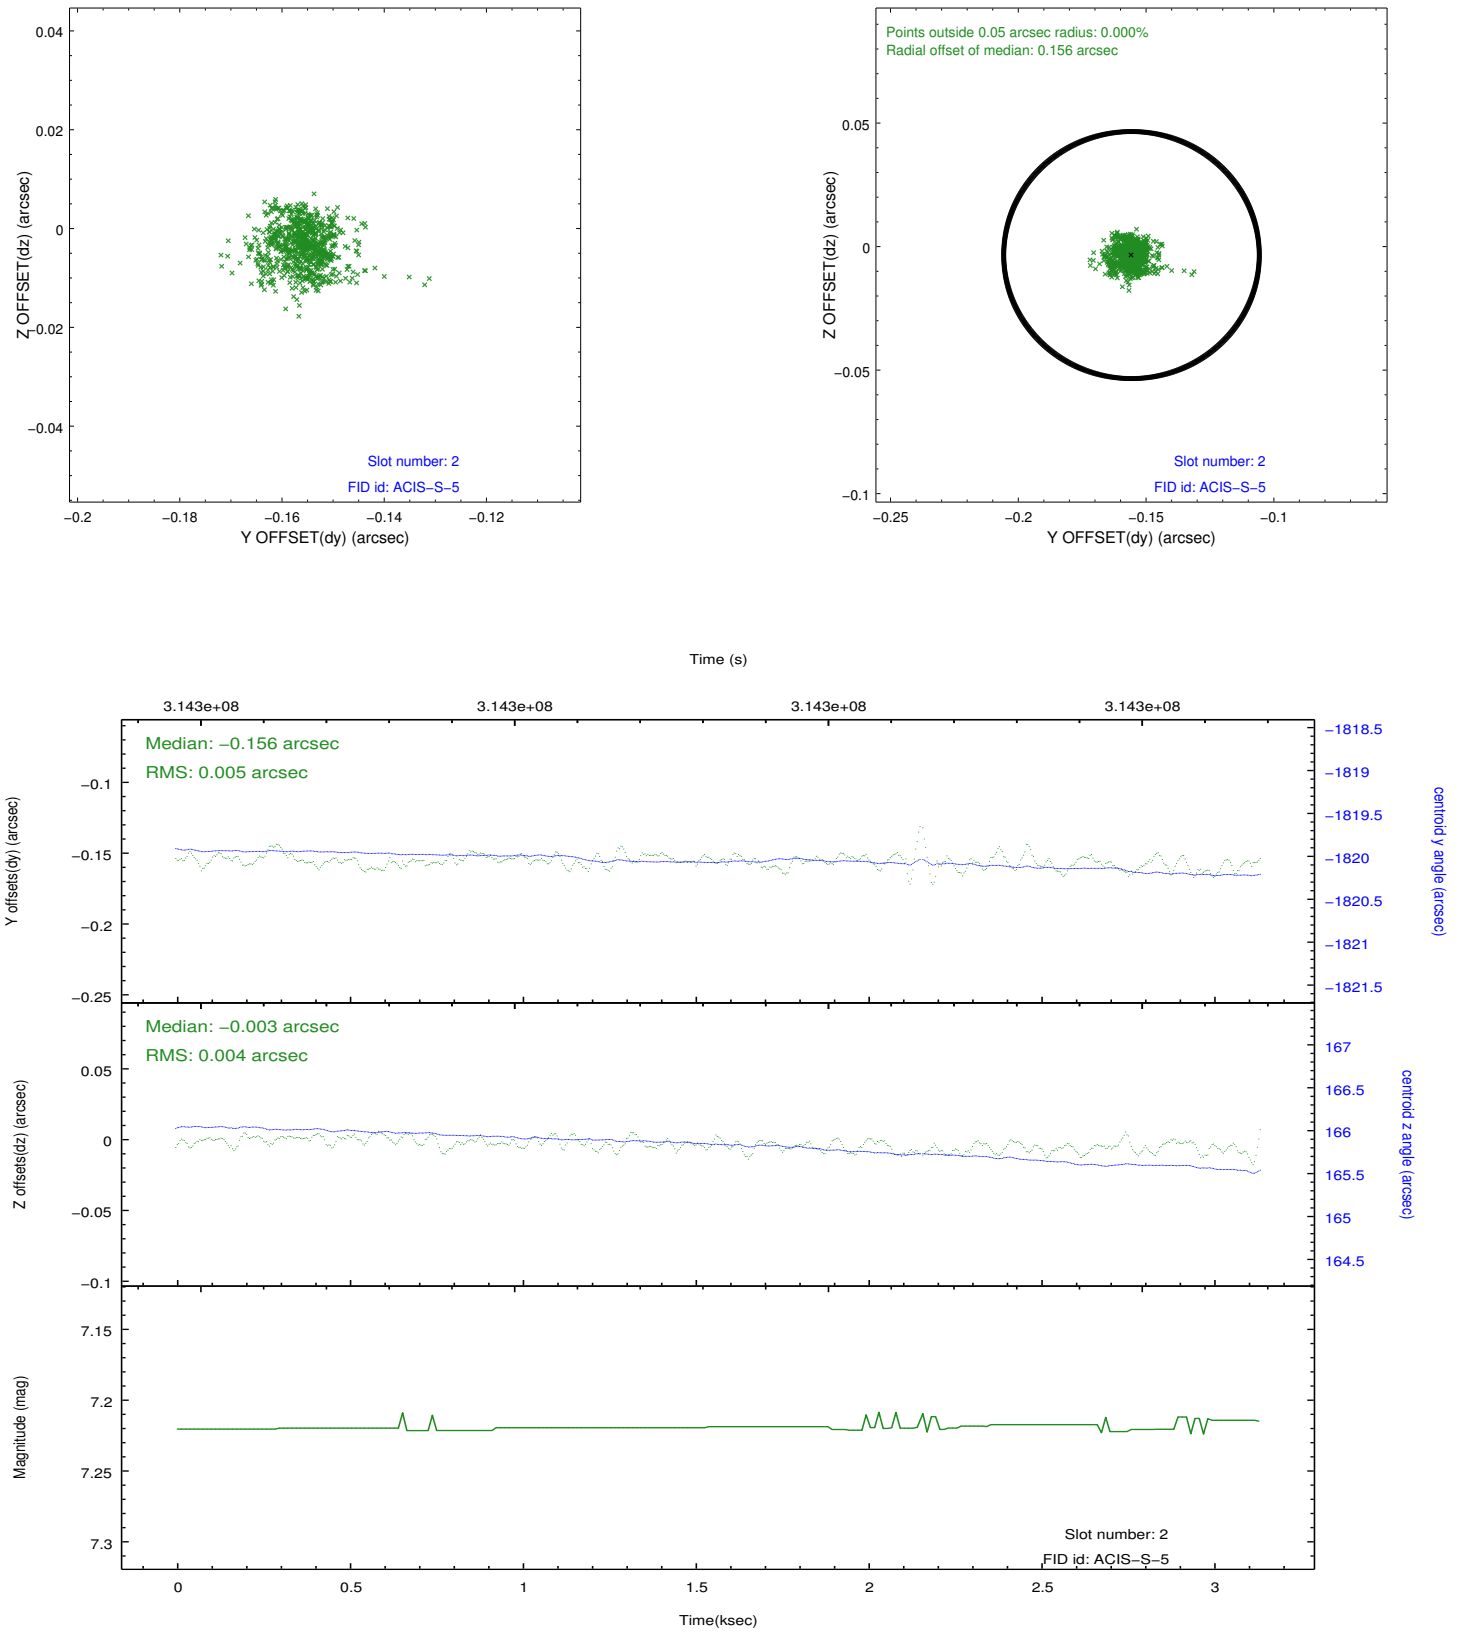 0.04
0.02
0
−0.02
−0.04
Z OFFSET(dz) (arcsec)
Slot number: 2
FID id: ACIS−S−5
−0.2
−0.18
−0.16
−0.14
−0.12
Y OFFSET(dy) (arcsec)
Points outside 0.05 arcsec radius: 0.000%
Radial offset of median: 0.156 arcsec
0.05
0
−0.05
−0.1
Z OFFSET(dz) (arcsec)
Slot number: 2
FID id: ACIS−S−5
−0.25
−0.2
−0.15
−0.1
Y OFFSET(dy) (arcsec)
Time (s)
3.143e+08
3.143e+08
3.143e+08
3.143e+08
Median: −0.156 arcsec
RMS: 0.005 arcsec
−0.1
−0.15
−0.2
−0.25
Y offsets(dy) (arcsec)
−1818.5
−1819
−1819.5
−1820
−1820.5
−1821
−1821.5
centroid y angle (arcsec)
Median: −0.003 arcsec
RMS: 0.004 arcsec
0.05
0
−0.05
−0.1
Z offsets(dz) (arcsec)
167
166.5
166
165.5
165
164.5
centroid z angle (arcsec)
7.15
7.2
7.25
7.3
Magnitude (mag)
Slot number: 2
FID id: ACIS−S−5
0
0.5
1
1.5
2
2.5
3
Time(ksec)